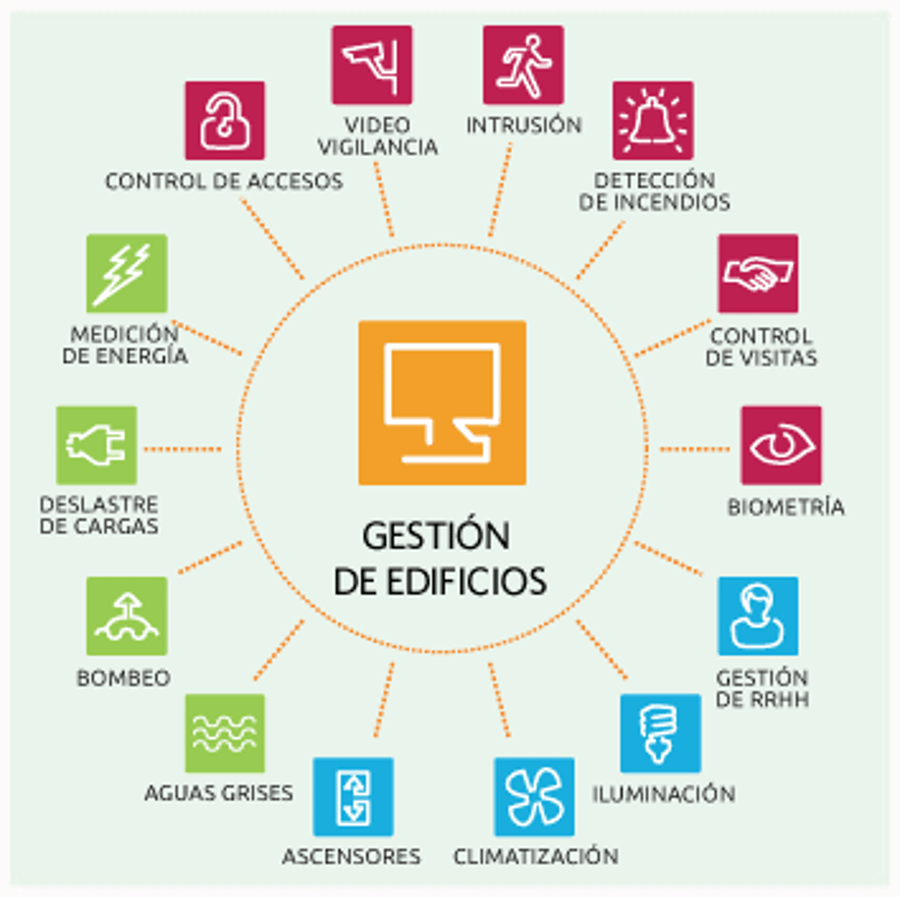 VIDEO
VIGILANCIA
INTRUSIÓN
CONTROL DE ACCESOS
DETECCIÓN
DE INCENDIOS
MEDICIÓN
DE ENERGÍA
CONTROL
DE VISITAS
DESLASTRE
DE CARGAS
BIOMETRÍA
GESTIÓN
DE EDIFICIOS
BOMBEO
GESTIÓN
DE RRHH
AGUAS GRISES
ILUMINACIÓN
ASCENSORES
CLIMATIZACIÓN